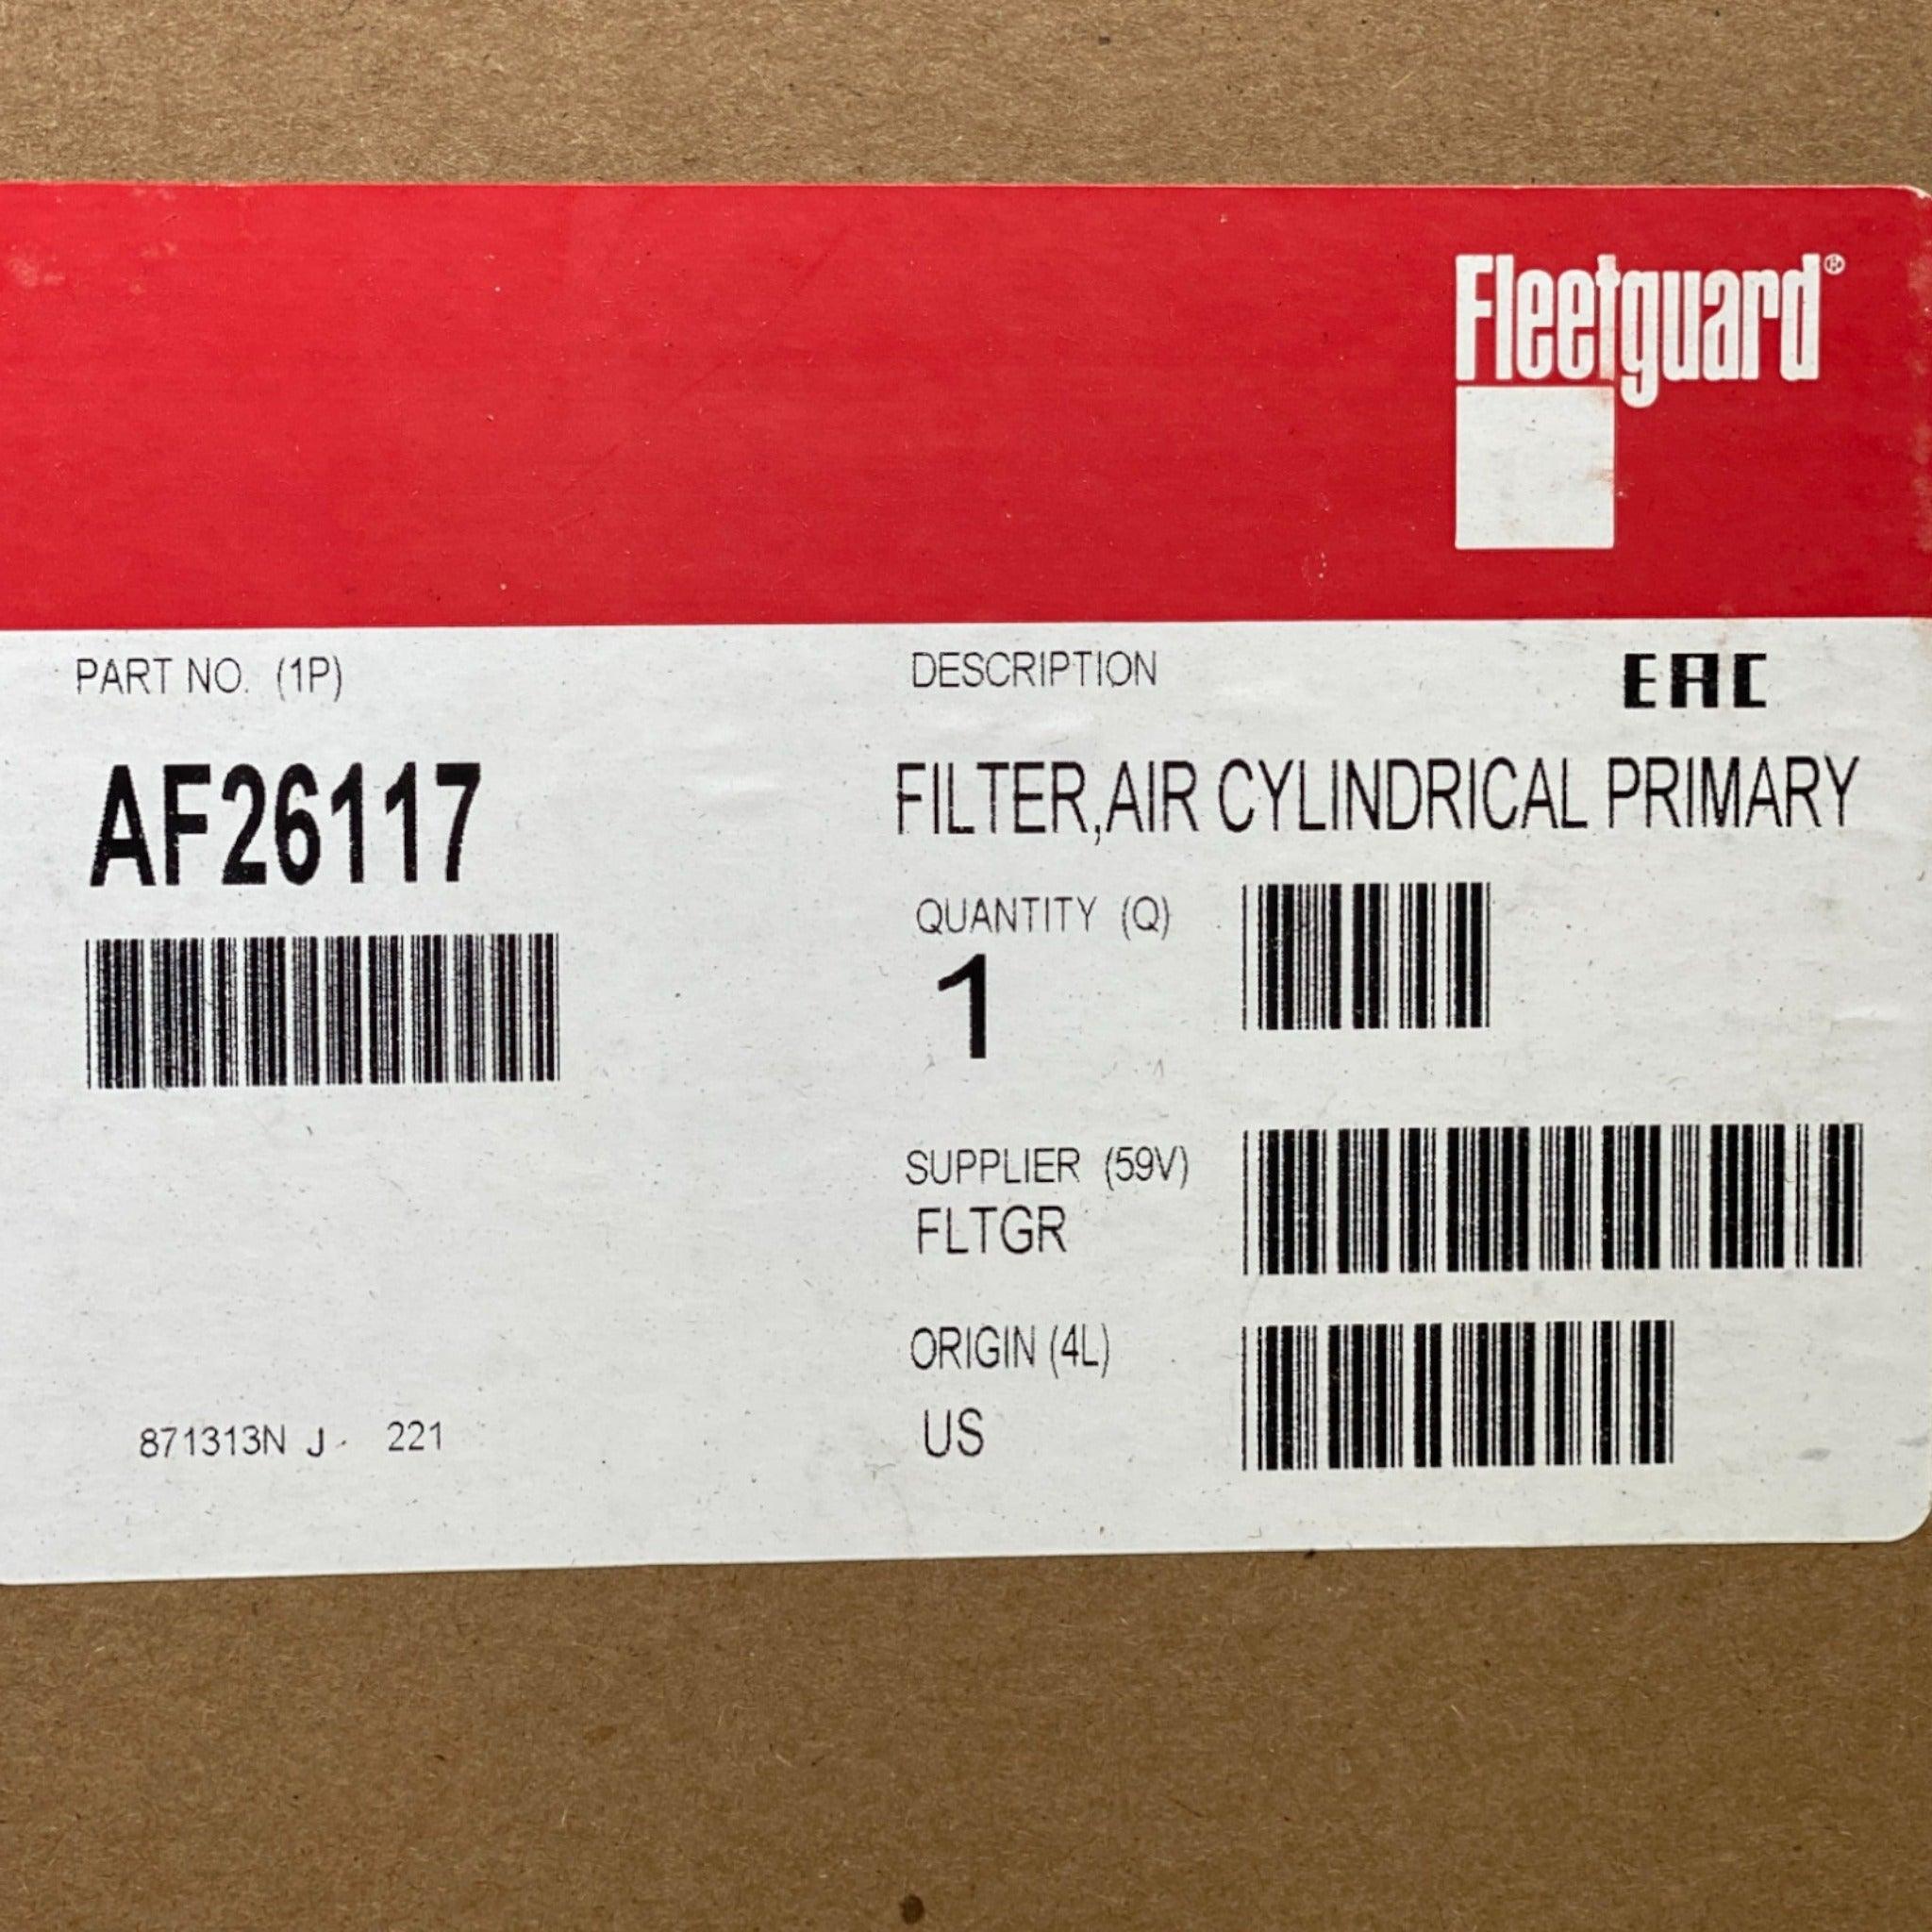 Fleetguard®
PART NO. (1P)
AF26117
DESCRIPTION
EAC
FILTER,AIR CYLINDRICAL PRIMARY
QUANTITY (Q)
1
SUPPLIER (59V)
FLTGR
ORIGIN (4L)
US
871313N J 221